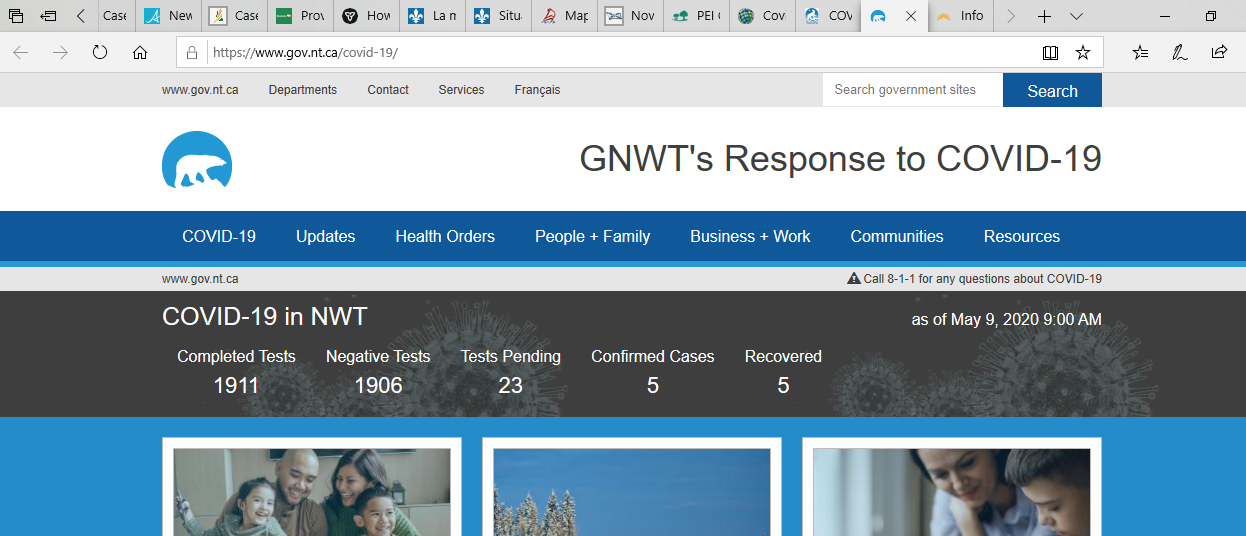 Case New Case Prov How La m Situ Map Nov PEI Cov COV Info
https://www.gov.nt.ca/covid-19/
www.gov.nt.ca Departments Contact Services Français Search government sites Search
GNWT's Response to COVID-19
COVID-19 Updates Health Orders People + Family Business + Work Communities Resources
www.gov.nt.ca Call 8-1-1 for any questions about COVID-19
COVID-19 in NWT as of May 9, 2020 9:00 AM
Completed Tests Negative Tests Tests Pending Confirmed Cases Recovered
1911 1906 23 5 5